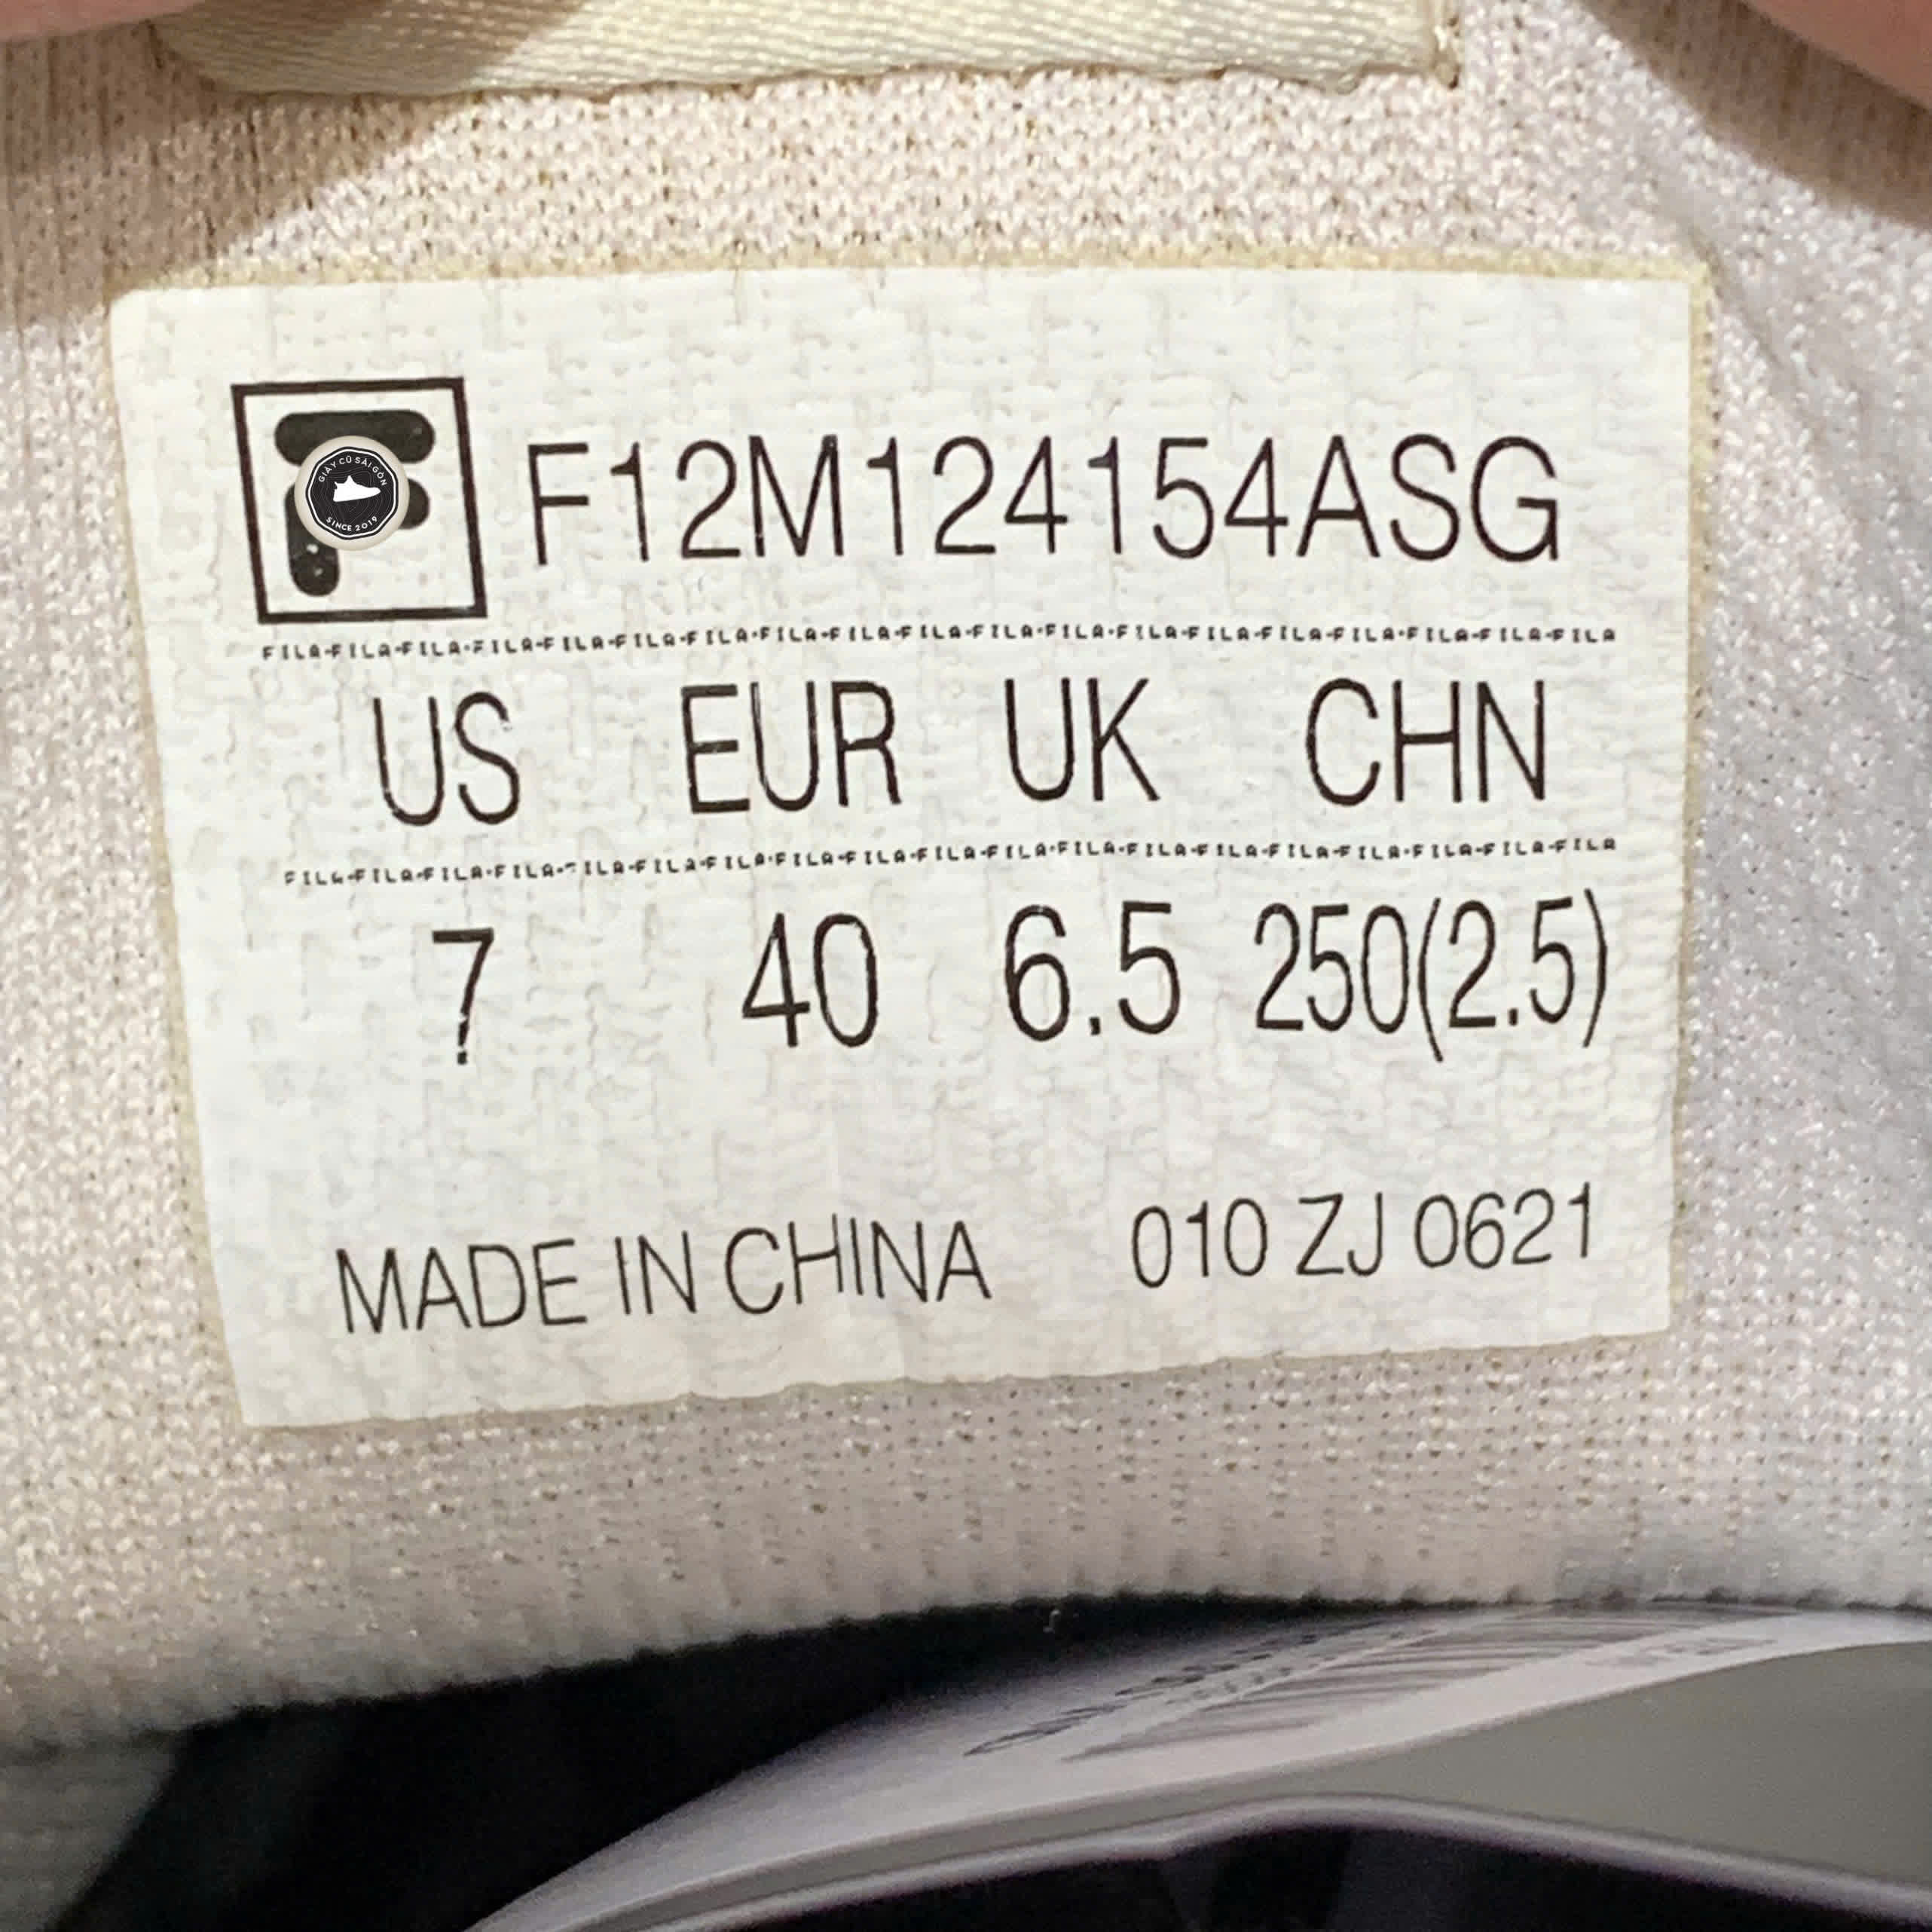 GIÀY CŨ SÀI GÒN
SINCE 2019
F12M124154ASG
FILA-FILA-FILA-FILA-FILA-FILA-FILA-FILA-FILA-FILA-FILA-FILA-FILA-FILA-FILA-FILA-FILA-FILA-FILA
US EUR UK CHN
FILA-FILA-FILA-FILA-FILA-FILA-FILA-FILA-FILA-FILA-FILA-FILA-FILA-FILA-FILA-FILA-FILA-FILA-FILA
7 40 6.5 250(2.5)
MADE IN CHINA 010 ZJ 0621